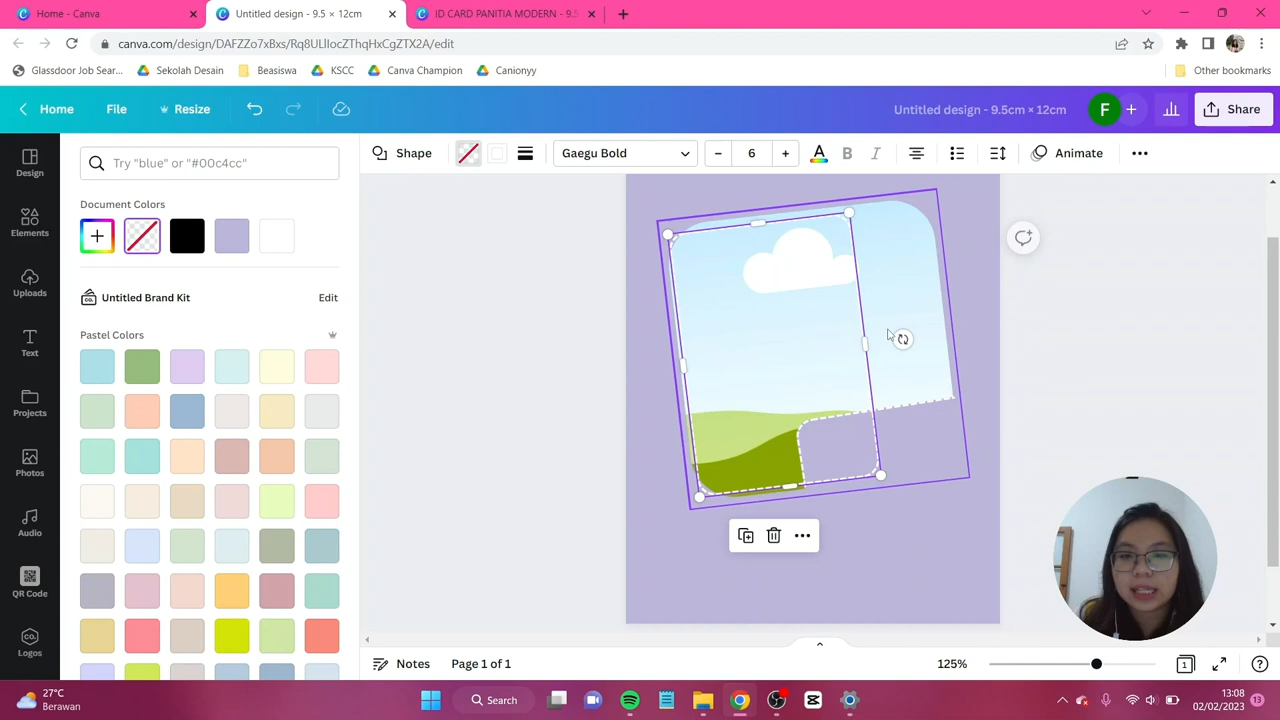 Home - Canva
Untitled design - 9.5 × 12cm
ID CARD PANITIA MODERN - 9.5
canva.com/design/DAFZZo7xBxs/Rq8ULlIocZThqHxCgZTX2A/edit
Glassdoor Job Sear...
Sekolah Desain
Beasiswa
KSCC
Canva Champion
Canionyy
Other bookmarks
Home
File
Resize
Untitled design - 9.5cm × 12cm
F
Share
Shape
Gaegu Bold
6
A
B
I
Animate
Design
Elements
Uploads
Text
Projects
Photos
Audio
QR Code
Logos
Try "blue" or "#00c4cc"
Document Colors
Untitled Brand Kit
Edit
Pastel Colors
Notes
Page 1 of 1
125%
1
27°C
Berawan
Search
13:08
02/02/2023
13